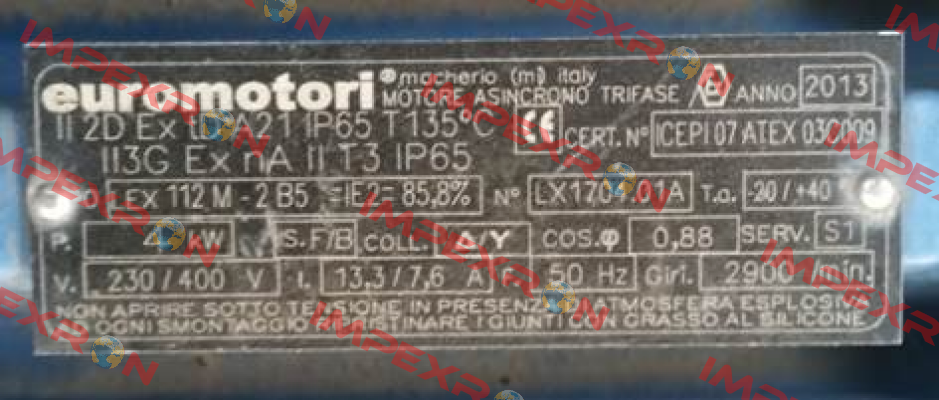 euromotori ® macherio (mi) italy
MOTORE ASINCRONO TRIFASE ANNO 2013
II 2D Ex A21 IP65 T135°C CE CERT. N° ICEPI 07 ATEX
II3G Ex nA II T3 IP65
112 M - 2 B5 =IE2= 85,8% N° T.a. -20 / +40
P. 4 kW S. F/B COLL. Δ/Y COS.φ 0,88 SERV. S1
V. 230 / 400 V I. 13,3 / 7,6 A F 50 Hz Giri. 2900 /min.
NON APRIRE SOTTO TENSIONE IN PRESENZA DI ATMOSFERA ESPLOSIVA
OGNI SMONTAGGIO I GIUNTI CON GRASSO AL SILICONE